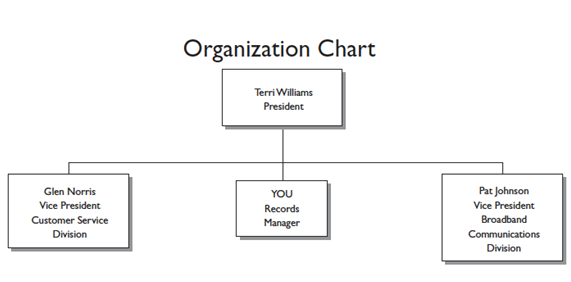 Organization Chart
Terri Williams
President
Glen Norris
Vice President
Customer Service
Division
YOU
Records
Manager
Pat Johnson
Vice President
Broadband
Communications
Division